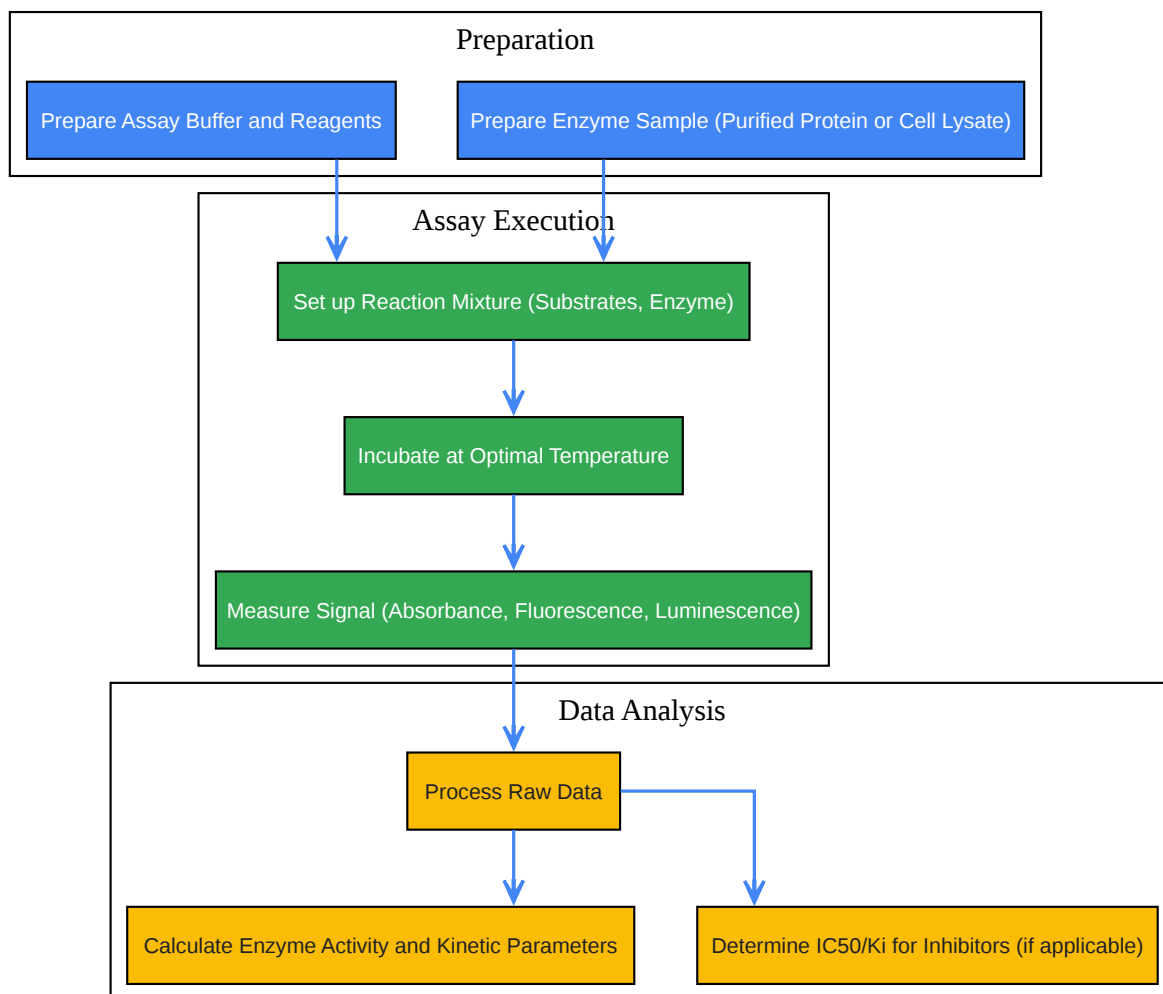 Preparation
Prepare Assay Buffer and Reagents
Prepare Enzyme Sample (Purified Protein or Cell Lysate)
Assay Execution
Set up Reaction Mixture (Substrates, Enzyme)
Incubate at Optimal Temperature
Measure Signal (Absorbance, Fluorescence, Luminescence)
Data Analysis
Process Raw Data
Calculate Enzyme Activity and Kinetic Parameters
Determine IC50/Ki for Inhibitors (if applicable)